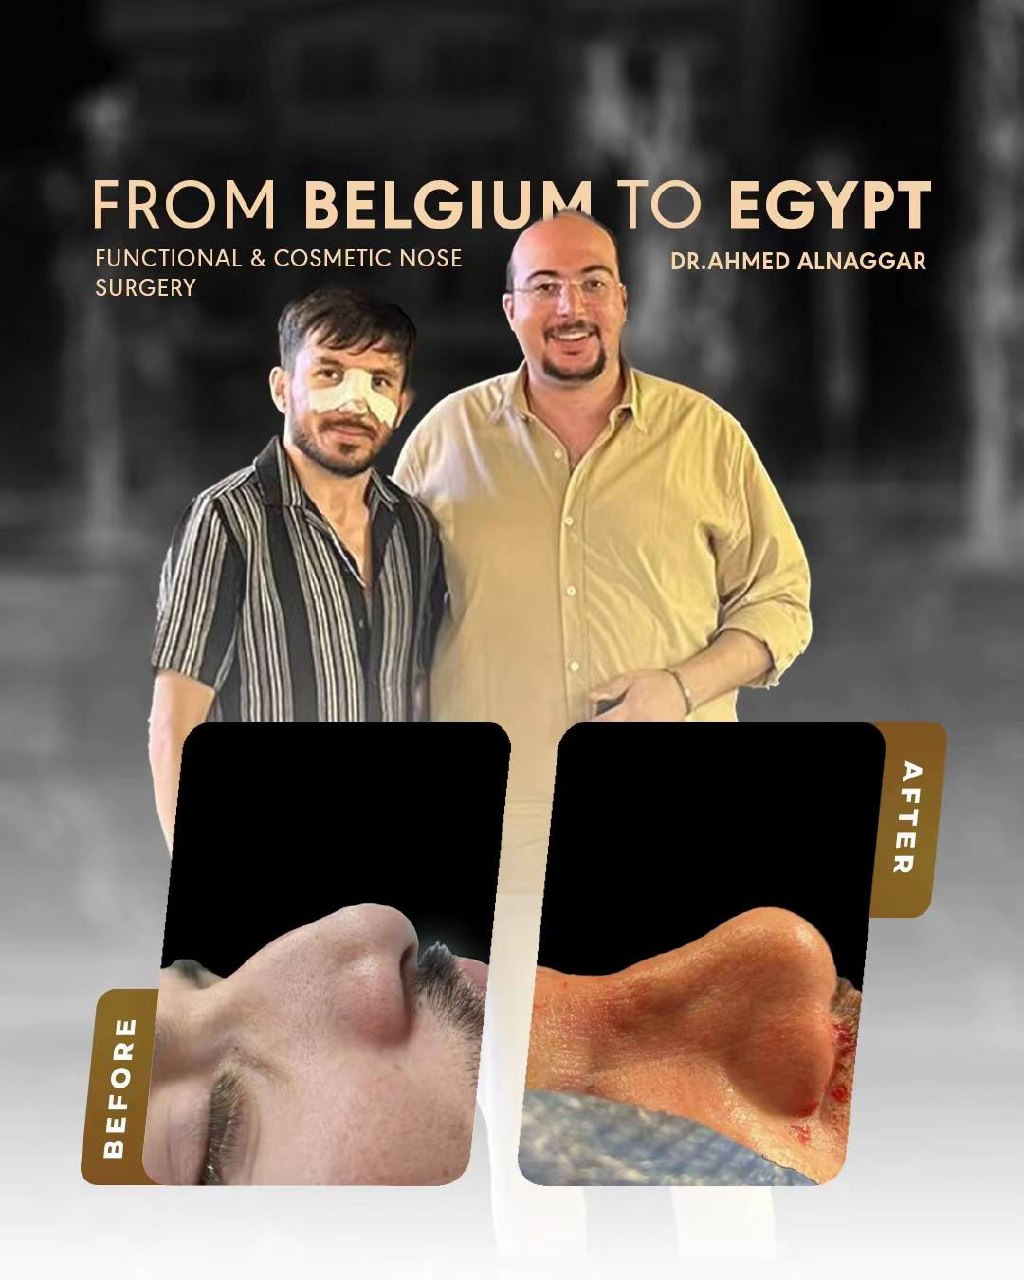 FROM BELGIUM TO EGYPT
FUNCTIONAL & COSMETIC NOSE
SURGERY
DR.AHMED ALNAGGAR
AFTER
BEFORE